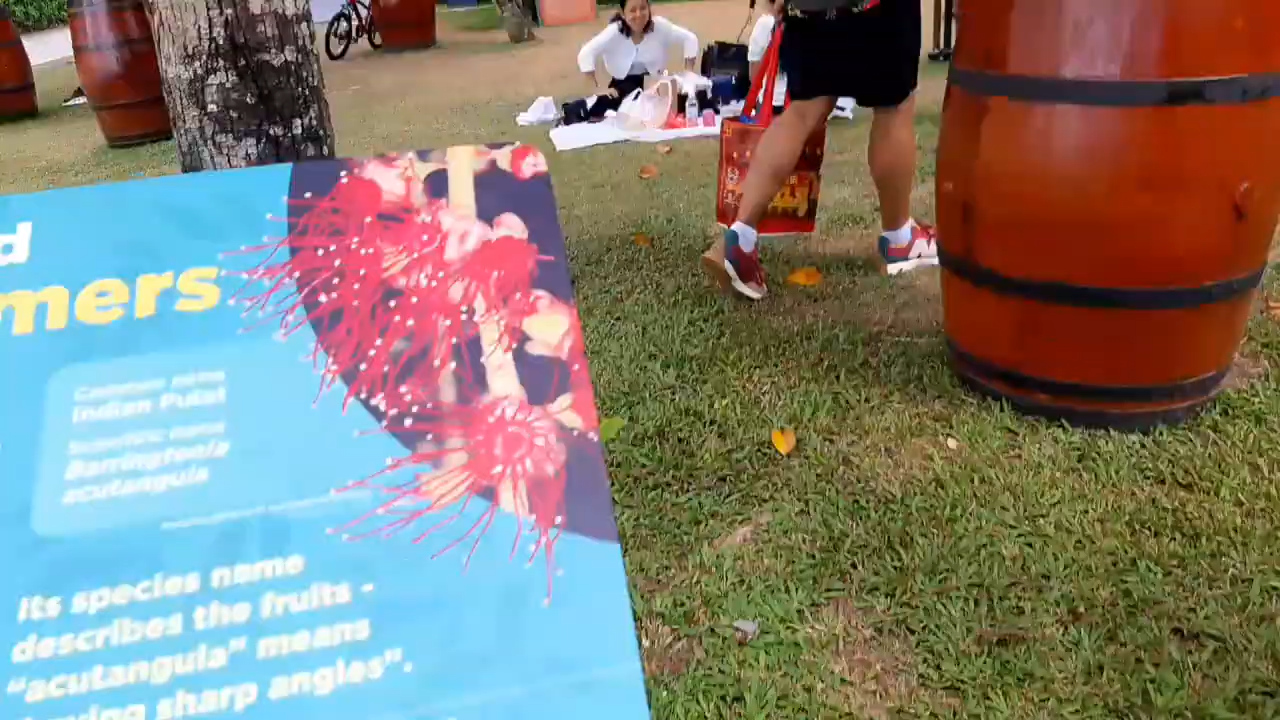 d
mers
Common name
Indian Putat
Scientific name
Barringtonia
acutangula
Its species name
describes the fruits -
"acutangula" means
having sharp angles".
N